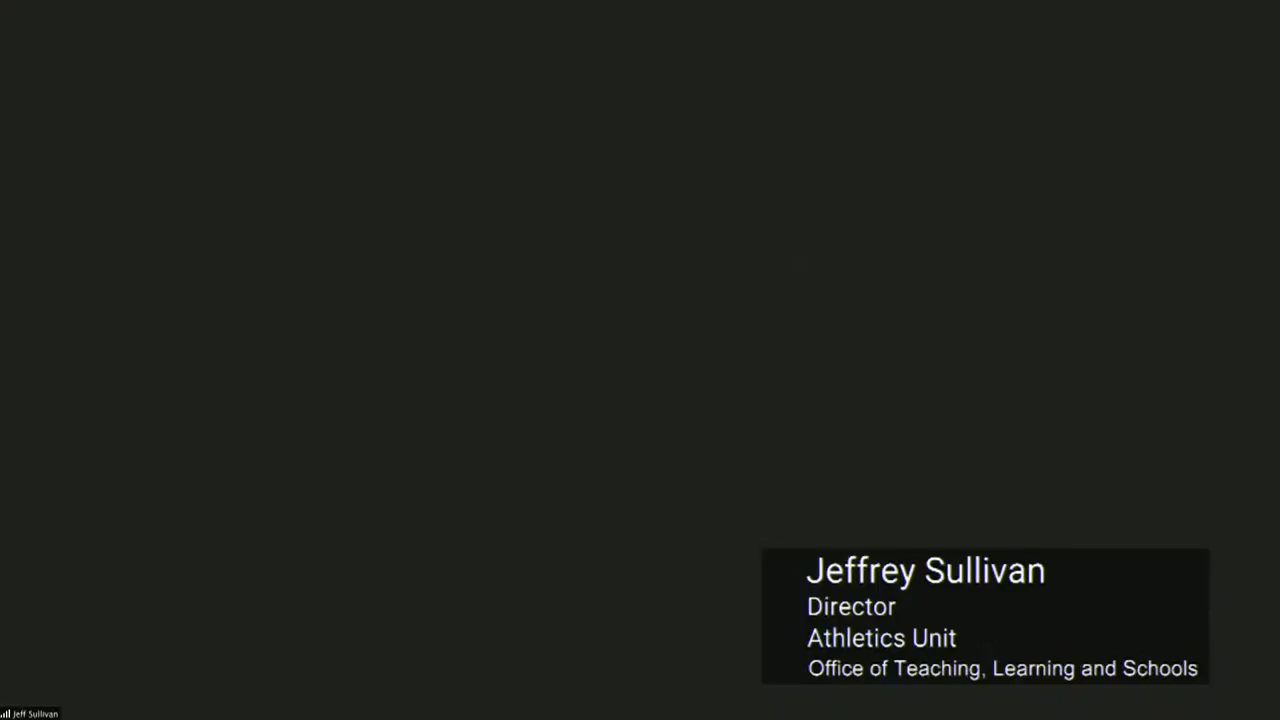 Jeffrey Sullivan
Director
Athletics Unit
Office of Teaching, Learning and Schools
Jeff Sullivan